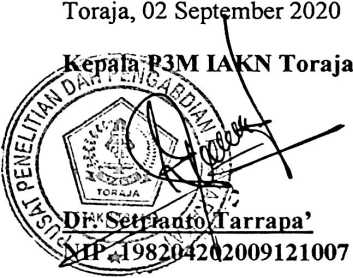 Toraja, 02 September 2020
Kepala P3M IAKN Toraja
PUSAT PENELITIAN DAN PENGABDIAN
TORAJA
Dr. Setrianto Tarrapa'
NIP. 198204202009121007